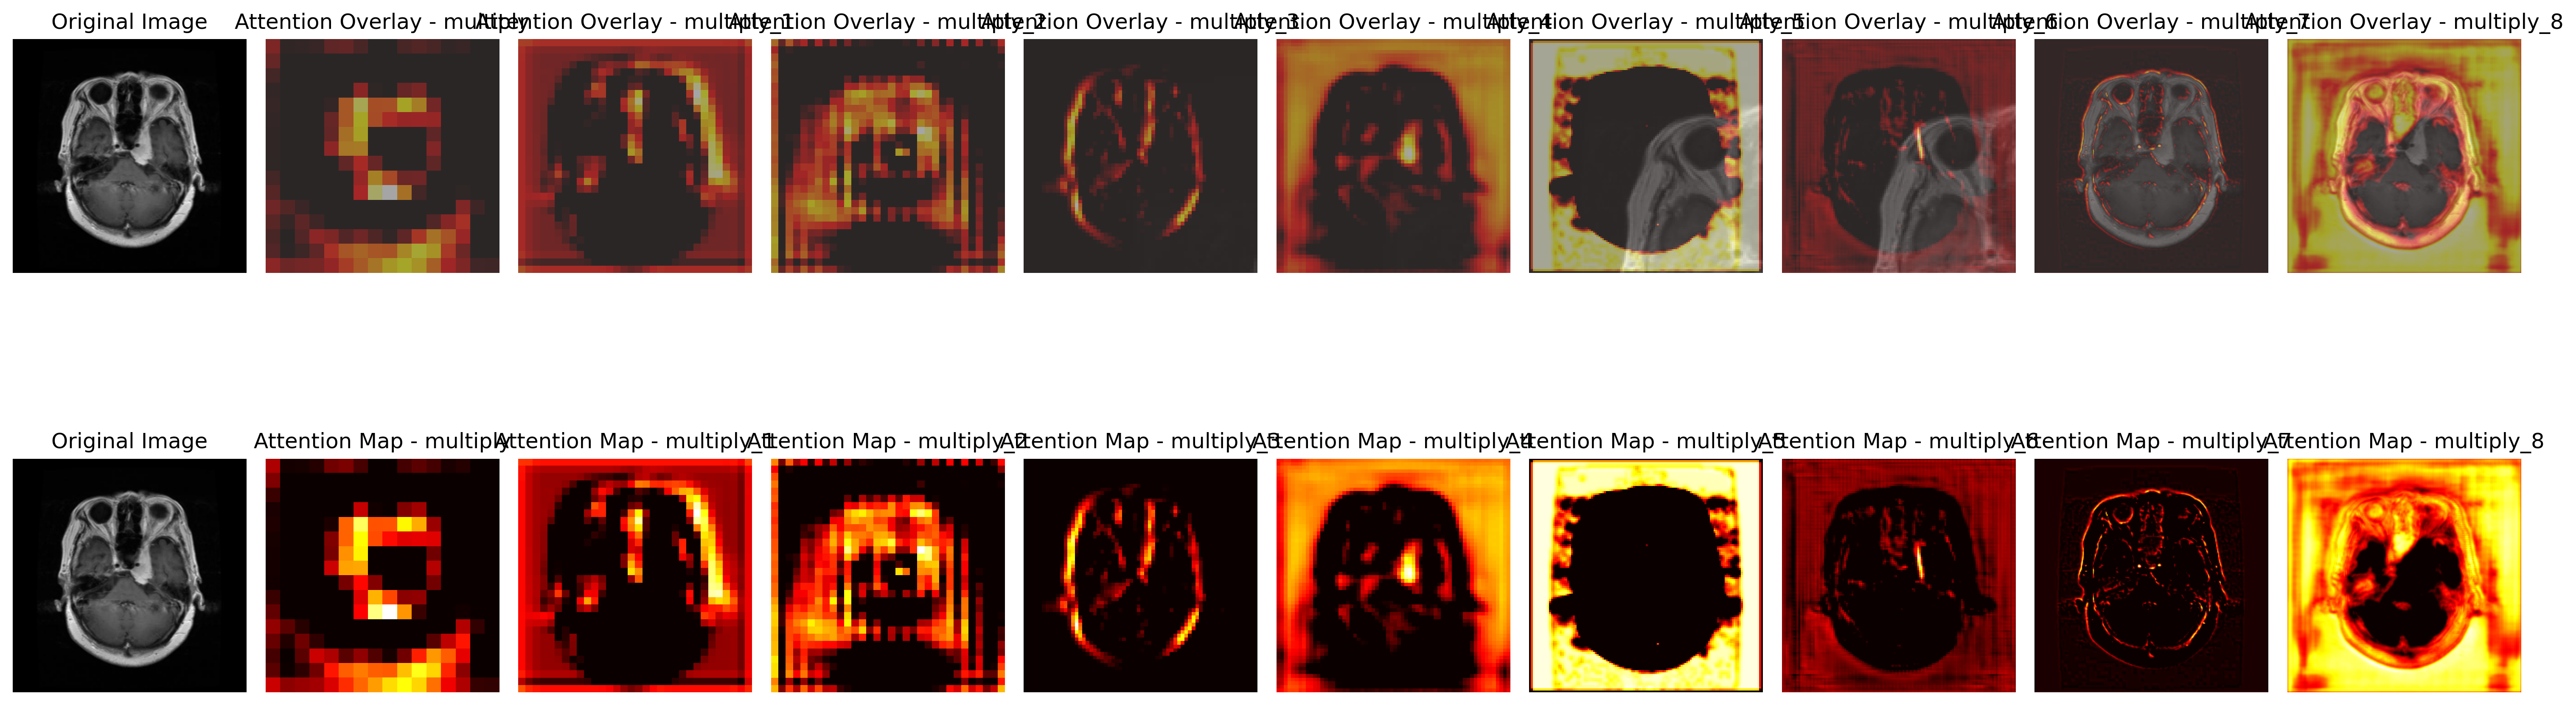 Original Image
Attention Overlay - multiply
Attention Overlay - multiply_1
Attention Overlay - multiply_2
Attention Overlay - multiply_3
Attention Overlay - multiply_4
Attention Overlay - multiply_5
Attention Overlay - multiply_6
Attention Overlay - multiply_7
Attention Overlay - multiply_8
Original Image
Attention Map - multiply
Attention Map - multiply_1
Attention Map - multiply_2
Attention Map - multiply_3
Attention Map - multiply_4
Attention Map - multiply_5
Attention Map - multiply_6
Attention Map - multiply_7
Attention Map - multiply_8